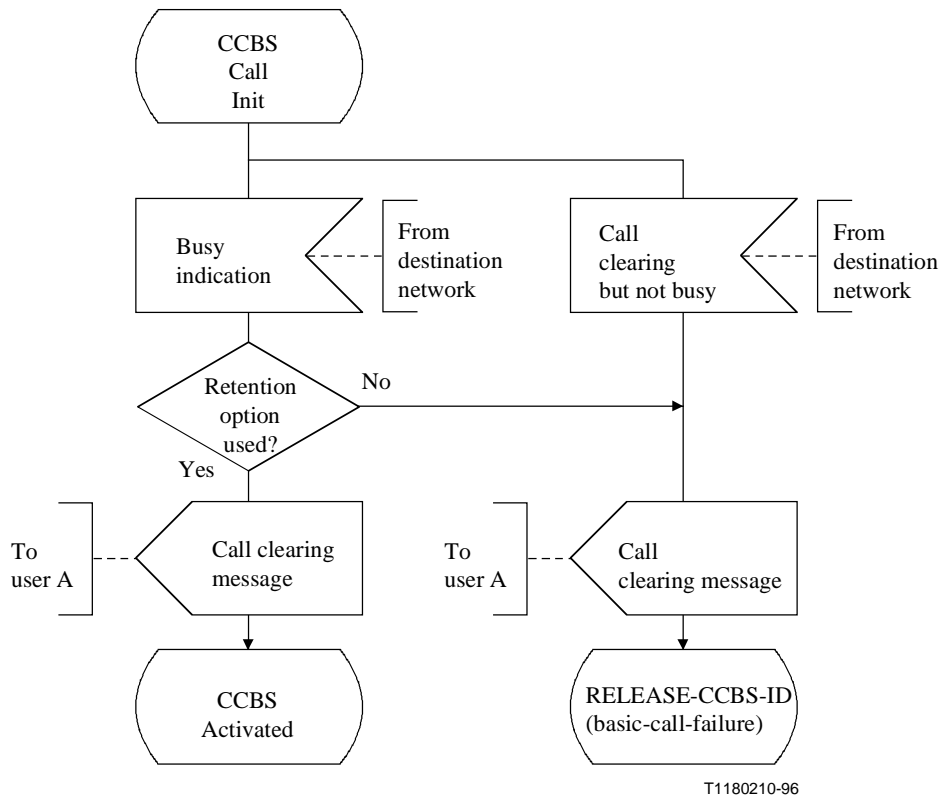 CCBS
Call
Init
Busy
indication
From
destination
network
Call
clearing
but not busy
From
destination
network
Retention
option
used?
No
Yes
To
user A
Call clearing
message
To
user A
Call
clearing message
CCBS
Activated
RELEASE-CCBS-ID
(basic-call-failure)
T1180210-96